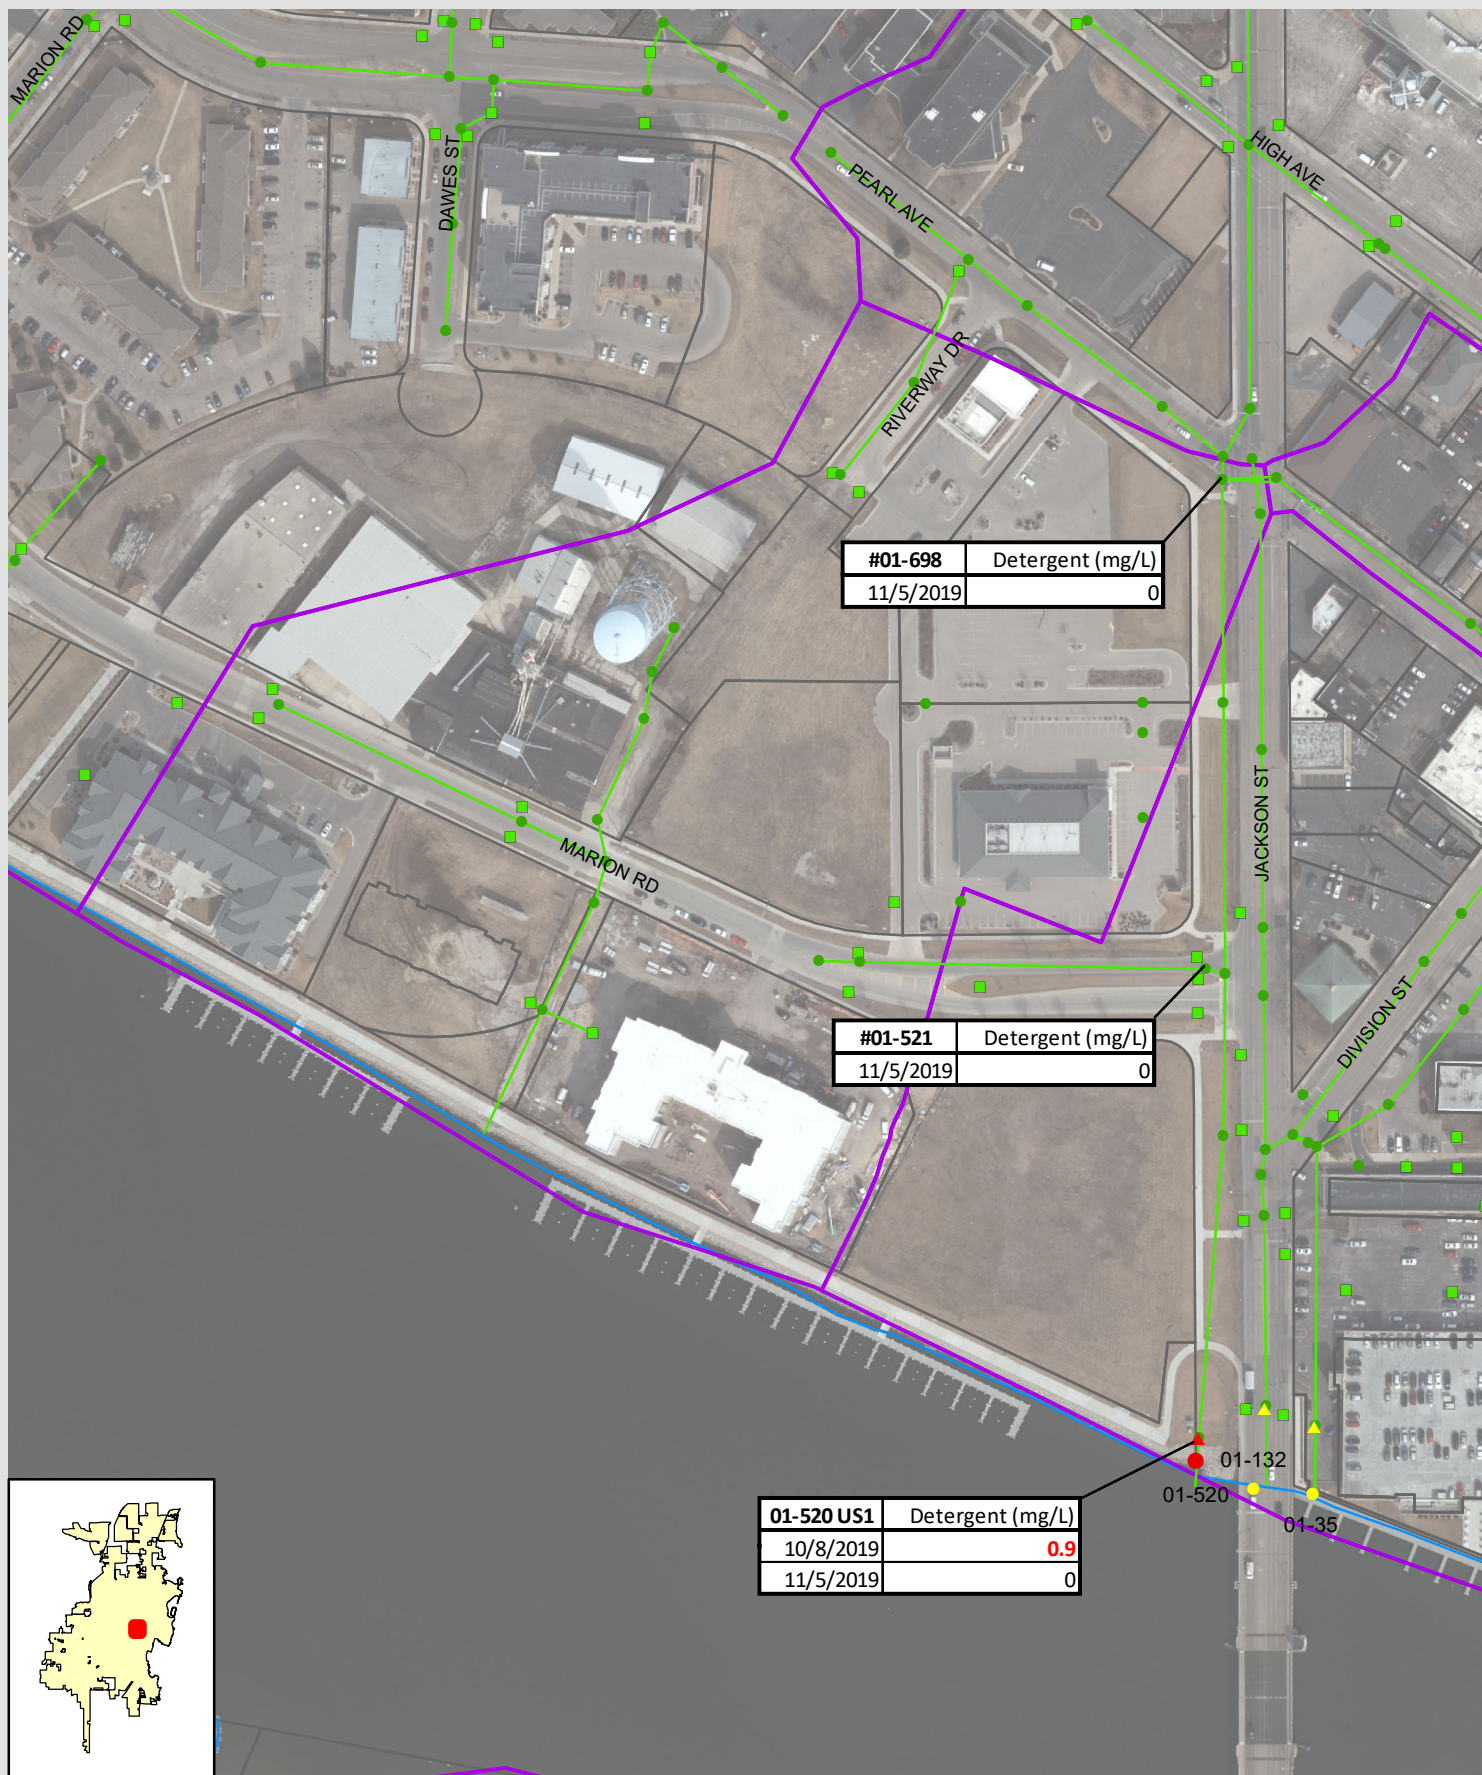 MARION RD
DAWES ST
PEARL AVE
HIGH AVE
RIVERWAY DR
#01-698 Detergent (mg/L)
11/5/2019 0
JACKSON ST
MARION RD
#01-521 Detergent (mg/L)
11/5/2019 0
DIVISION ST
01-132
01-520
01-35
01-520 US1 Detergent (mg/L)
10/8/2019 0.9
11/5/2019 0